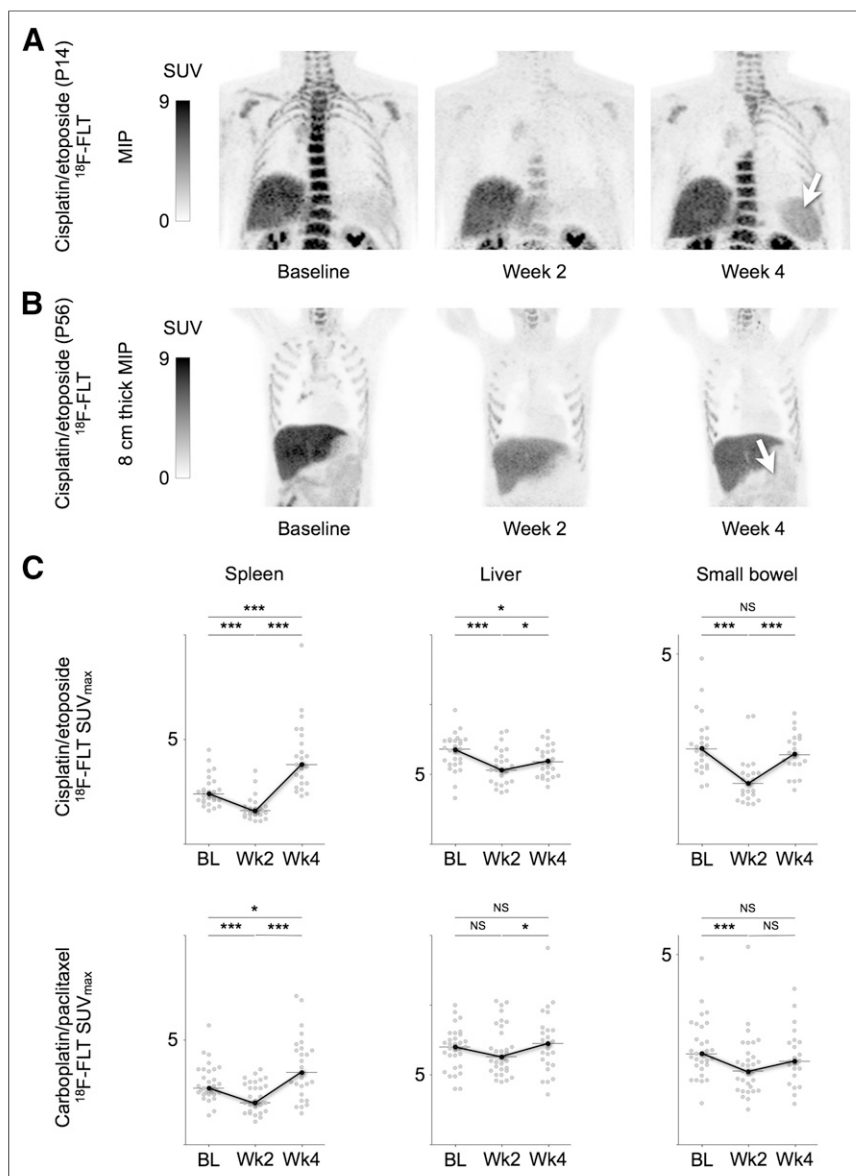 A
Cisplatin/etoposide (P14)
¹⁸F-FLT
MIP
SUV
9
0
Baseline
Week 2
Week 4
B
Cisplatin/etoposide (P56)
¹⁸F-FLT
8 cm thick MIP
SUV
9
0
Baseline
Week 2
Week 4
C
Spleen
Liver
Small bowel
Cisplatin/etoposide
¹⁸F-FLT SUVmax
***
*** ***
5
BL Wk2 Wk4
*
*** *
5
BL Wk2 Wk4
NS
*** ***
5
BL Wk2 Wk4
Carboplatin/paclitaxel
¹⁸F-FLT SUVmax
*
*** ***
5
BL Wk2 Wk4
NS
NS *
5
BL Wk2 Wk4
NS
*** NS
5
BL Wk2 Wk4